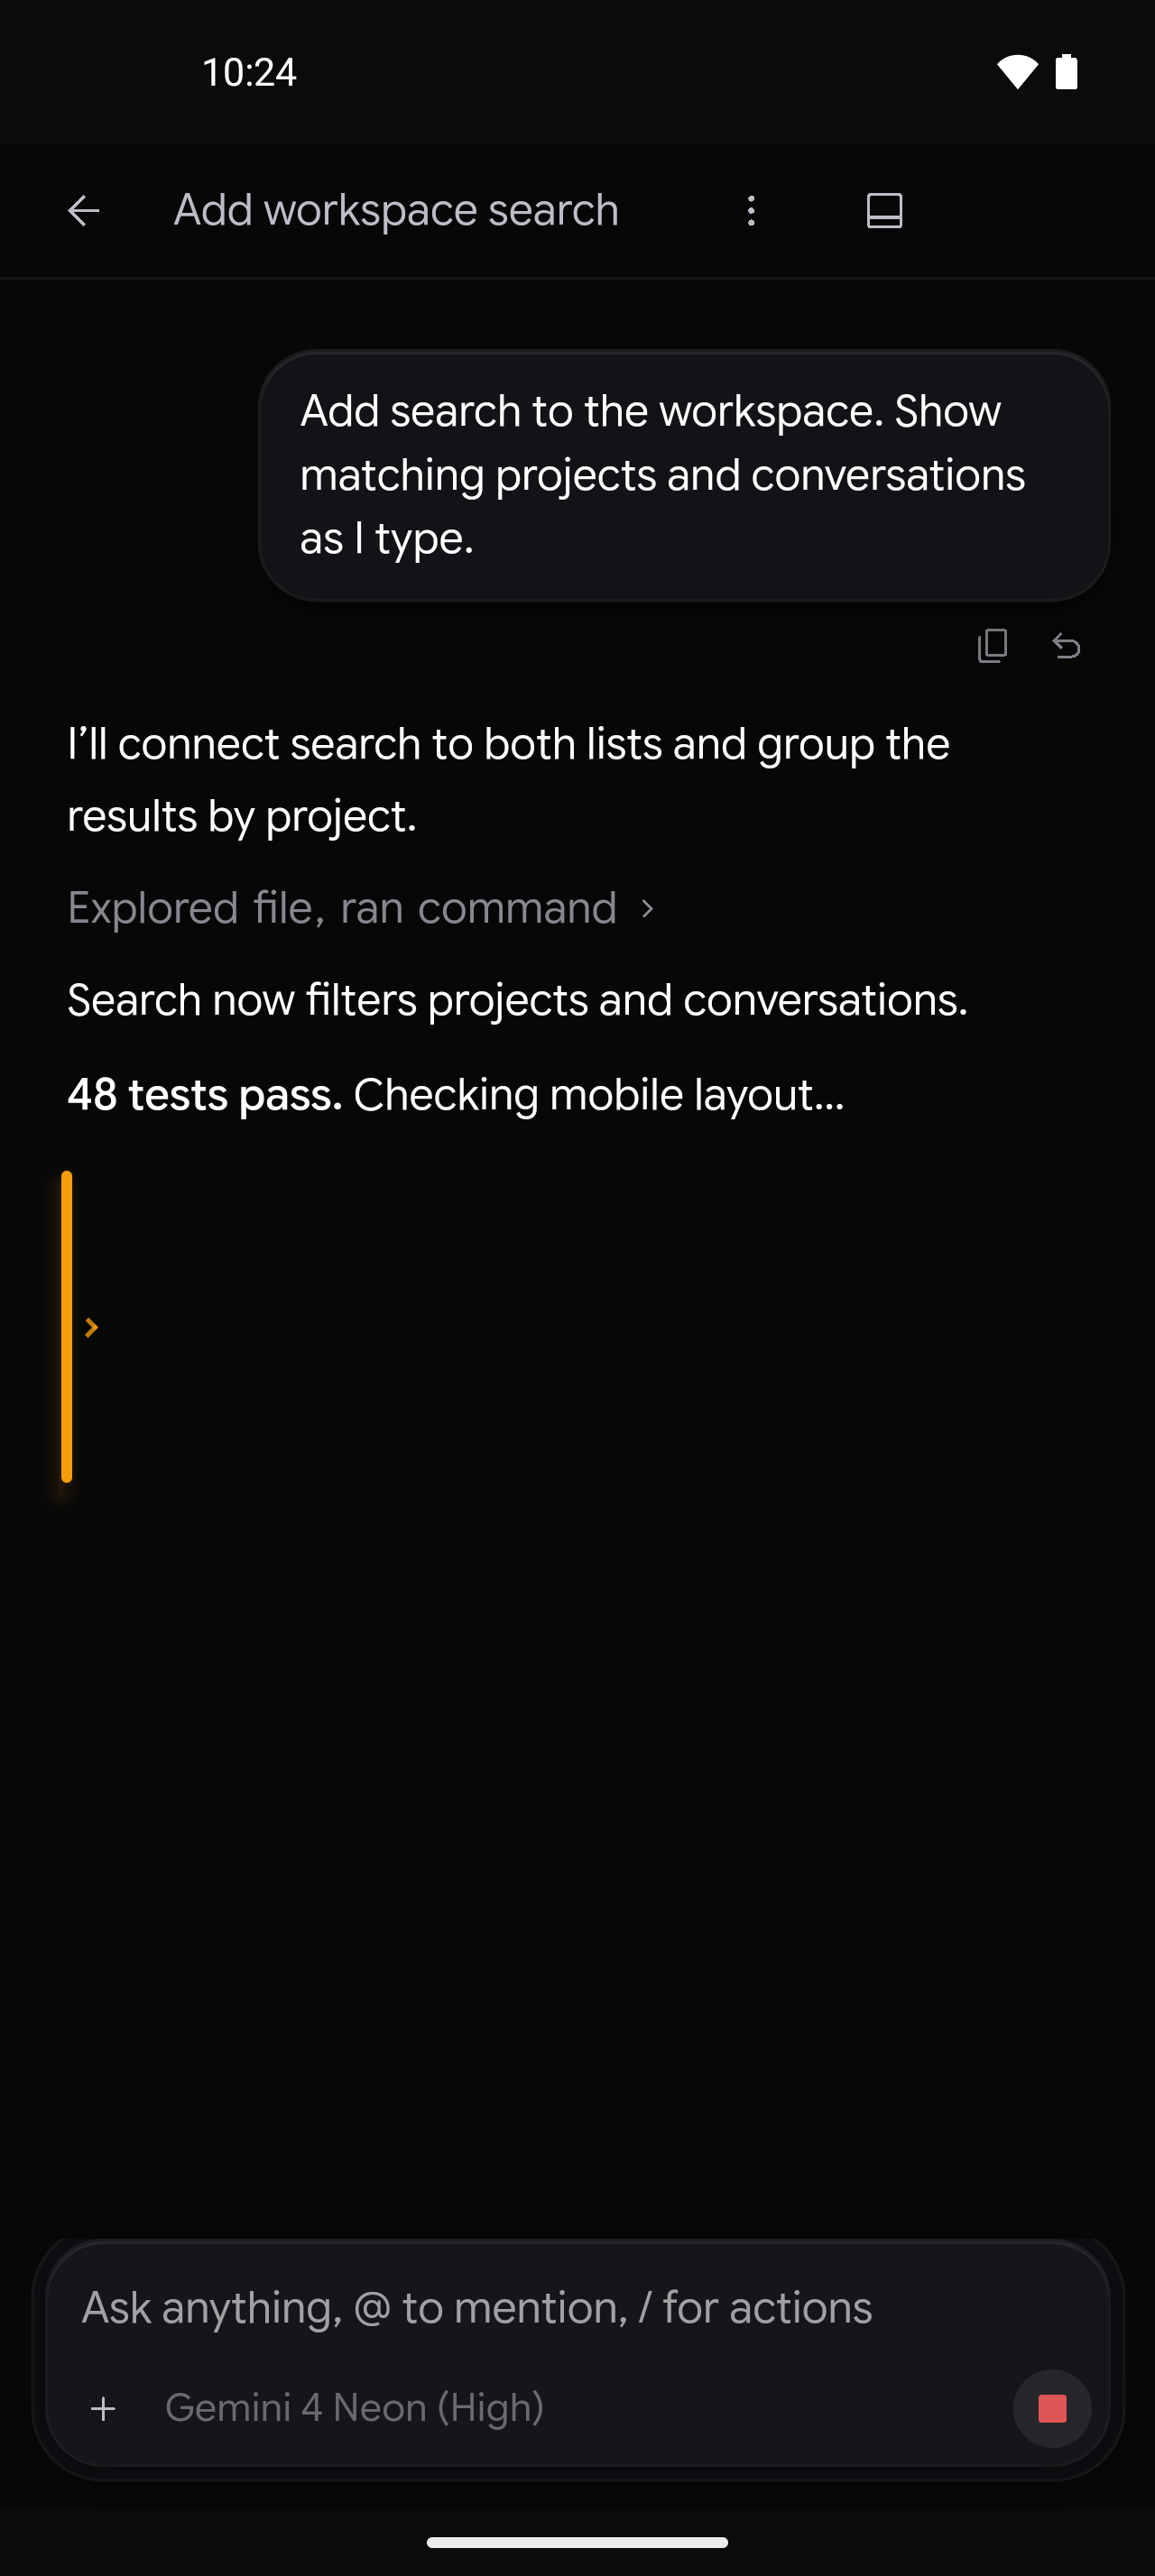 10:24
Add workspace search
Add search to the workspace. Show
matching projects and conversations
as I type.
I’ll connect search to both lists and group the
results by project.
Explored file, ran command
Search now filters projects and conversations.
48 tests pass. Checking mobile layout...
Ask anything, @ to mention, / for actions
Gemini 4 Neon (High)